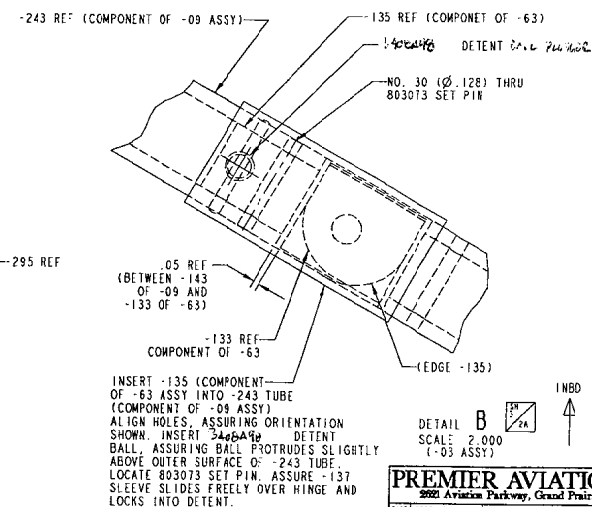 -243 REF (COMPONENT OF -09 ASSY)
-135 REF (COMPONET OF -63)
DETENT
NO. 30 (Ø.128) THRU
803073 SET PIN
-295 REF
.05 REF
(BETWEEN -143
OF -09 AND
-133 OF -63)
-133 REF
COMPONENT OF -63
(EDGE -135)
INSERT -135 (COMPONENT
OF -63 ASSY INTO -243 TUBE
(COMPONENT OF -09 ASSY)
ALIGN HOLES, ASSURING ORIENTATION
SHOWN. INSERT DETENT
BALL, ASSURING BALL PROTRUDES SLIGHTLY
ABOVE OUTER SURFACE OF -243 TUBE.
LOCATE 803073 SET PIN. ASSURE -137
SLEEVE SLIDES FREELY OVER HINGE AND
LOCKS INTO DETENT.
DETAIL B
SH
2A
SCALE 2.000
(-03 ASSY)
INBD
PREMIER AVIATIO
2621 Aviation Parkway, Grand Prair